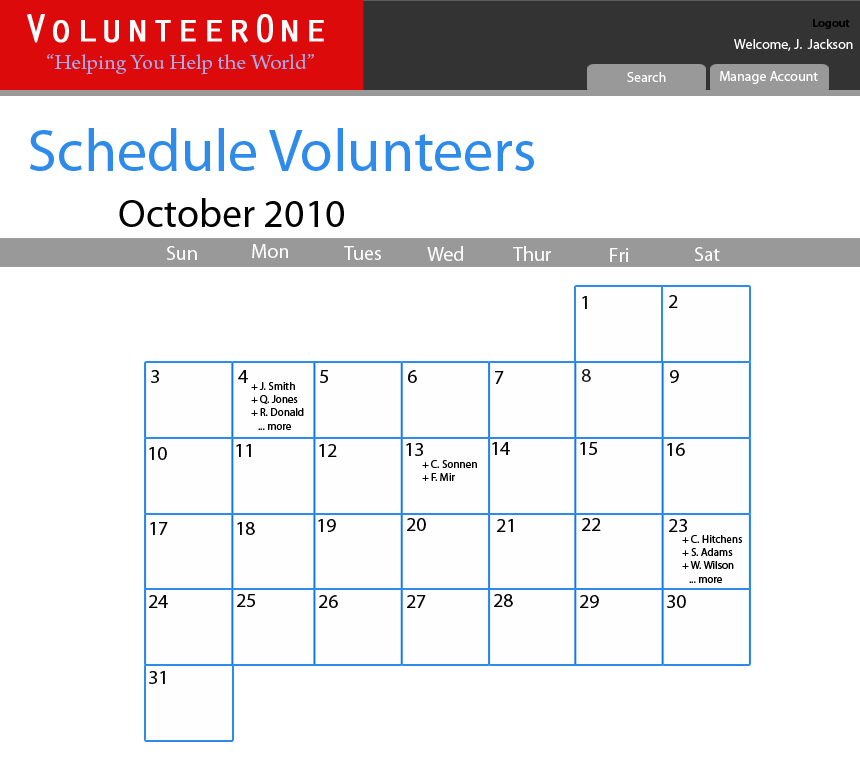 VOLUNTEERONE
“Helping You Help the World”
Logout
Welcome, J. Jackson
Search
Manage Account
Schedule Volunteers
October 2010
Sun Mon Tues Wed Thur Fri Sat
1 2
3 4 5 6 7 8 9
+ J. Smith
+ Q. Jones
+ R. Donald
... more
10 11 12 13 14 15 16
+ C. Sonnen
+ F. Mir
17 18 19 20 21 22 23
+ C. Hitchens
+ S. Adams
+ W. Wilson
... more
24 25 26 27 28 29 30
31